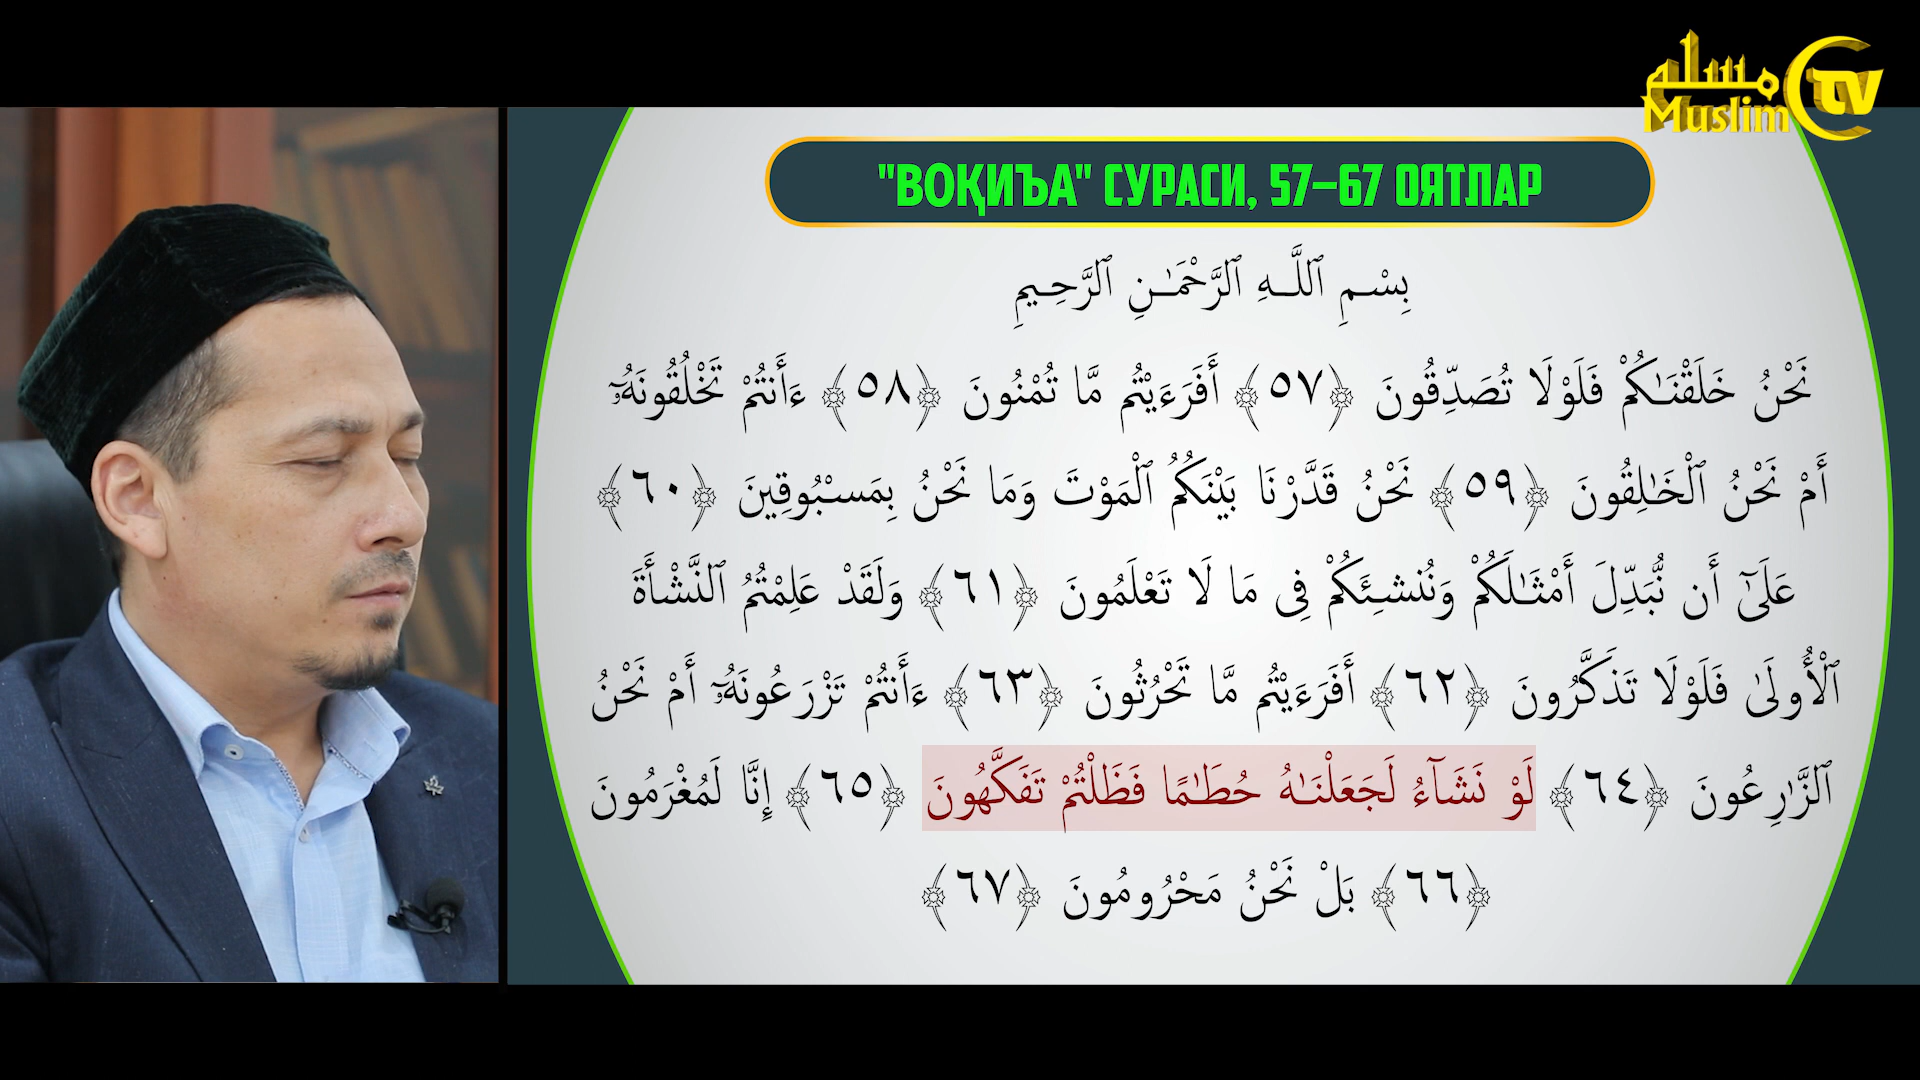 مسلم
Muslim TV
"ВОҚИЪА" СУРАСИ, 57–67 ОЯТЛАР
بِسْمِ ٱللَّهِ ٱلرَّحْمَٰنِ ٱلرَّحِيمِ
نَحْنُ خَلَقْنَٰكُمْ فَلَوْلَا تُصَدِّقُونَ ﴿٥٧﴾ أَفَرَءَيْتُم مَّا تُمْنُونَ ﴿٥٨﴾ ءَأَنتُمْ تَخْلُقُونَهُۥٓ
أَمْ نَحْنُ ٱلْخَٰلِقُونَ ﴿٥٩﴾ نَحْنُ قَدَّرْنَا بَيْنَكُمُ ٱلْمَوْتَ وَمَا نَحْنُ بِمَسْبُوقِينَ ﴿٦٠﴾
عَلَىٰٓ أَن نُّبَدِّلَ أَمْثَٰلَكُمْ وَنُنشِئَكُمْ فِى مَا لَا تَعْلَمُونَ ﴿٦١﴾ وَلَقَدْ عَلِمْتُمُ ٱلنَّشْأَةَ
ٱلْأُولَىٰ فَلَوْلَا تَذَكَّرُونَ ﴿٦٢﴾ أَفَرَءَيْتُم مَّا تَحْرُثُونَ ﴿٦٣﴾ ءَأَنتُمْ تَزْرَعُونَهُۥٓ أَمْ نَحْنُ
ٱلزَّٰرِعُونَ ﴿٦٤﴾ لَوْ نَشَآءُ لَجَعَلْنَٰهُ حُطَٰمًا فَظَلْتُمْ تَفَكَّهُونَ ﴿٦٥﴾ إِنَّا لَمُغْرَمُونَ
﴿٦٦﴾ بَلْ نَحْنُ مَحْرُومُونَ ﴿٦٧﴾